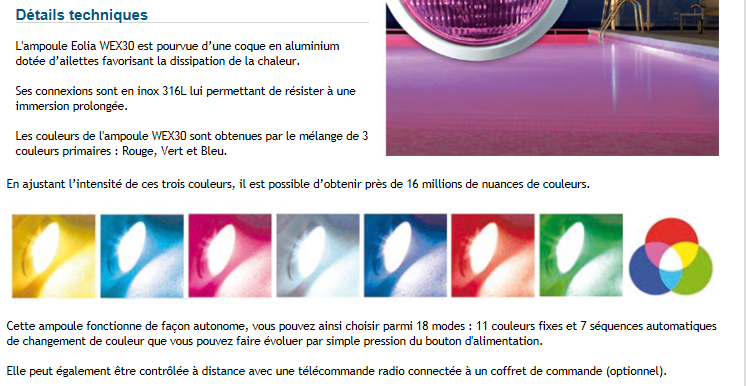 Détails techniques
L'ampoule Eolia WEX30 est pourvue d’une coque en aluminium
dotée d’ailettes favorisant la dissipation de la chaleur.
Ses connexions sont en inox 316L lui permettant de résister à une
immersion prolongée.
Les couleurs de l'ampoule WEX30 sont obtenues par le mélange de 3
couleurs primaires : Rouge, Vert et Bleu.
En ajustant l’intensité de ces trois couleurs, il est possible d’obtenir près de 16 millions de nuances de couleurs.
Cette ampoule fonctionne de façon autonome, vous pouvez ainsi choisir parmi 18 modes : 11 couleurs fixes et 7 séquences automatiques
de changement de couleur que vous pouvez faire évoluer par simple pression du bouton d'alimentation.
Elle peut également être contrôlée à distance avec une télécommande radio connectée à un coffret de commande (optionnel).